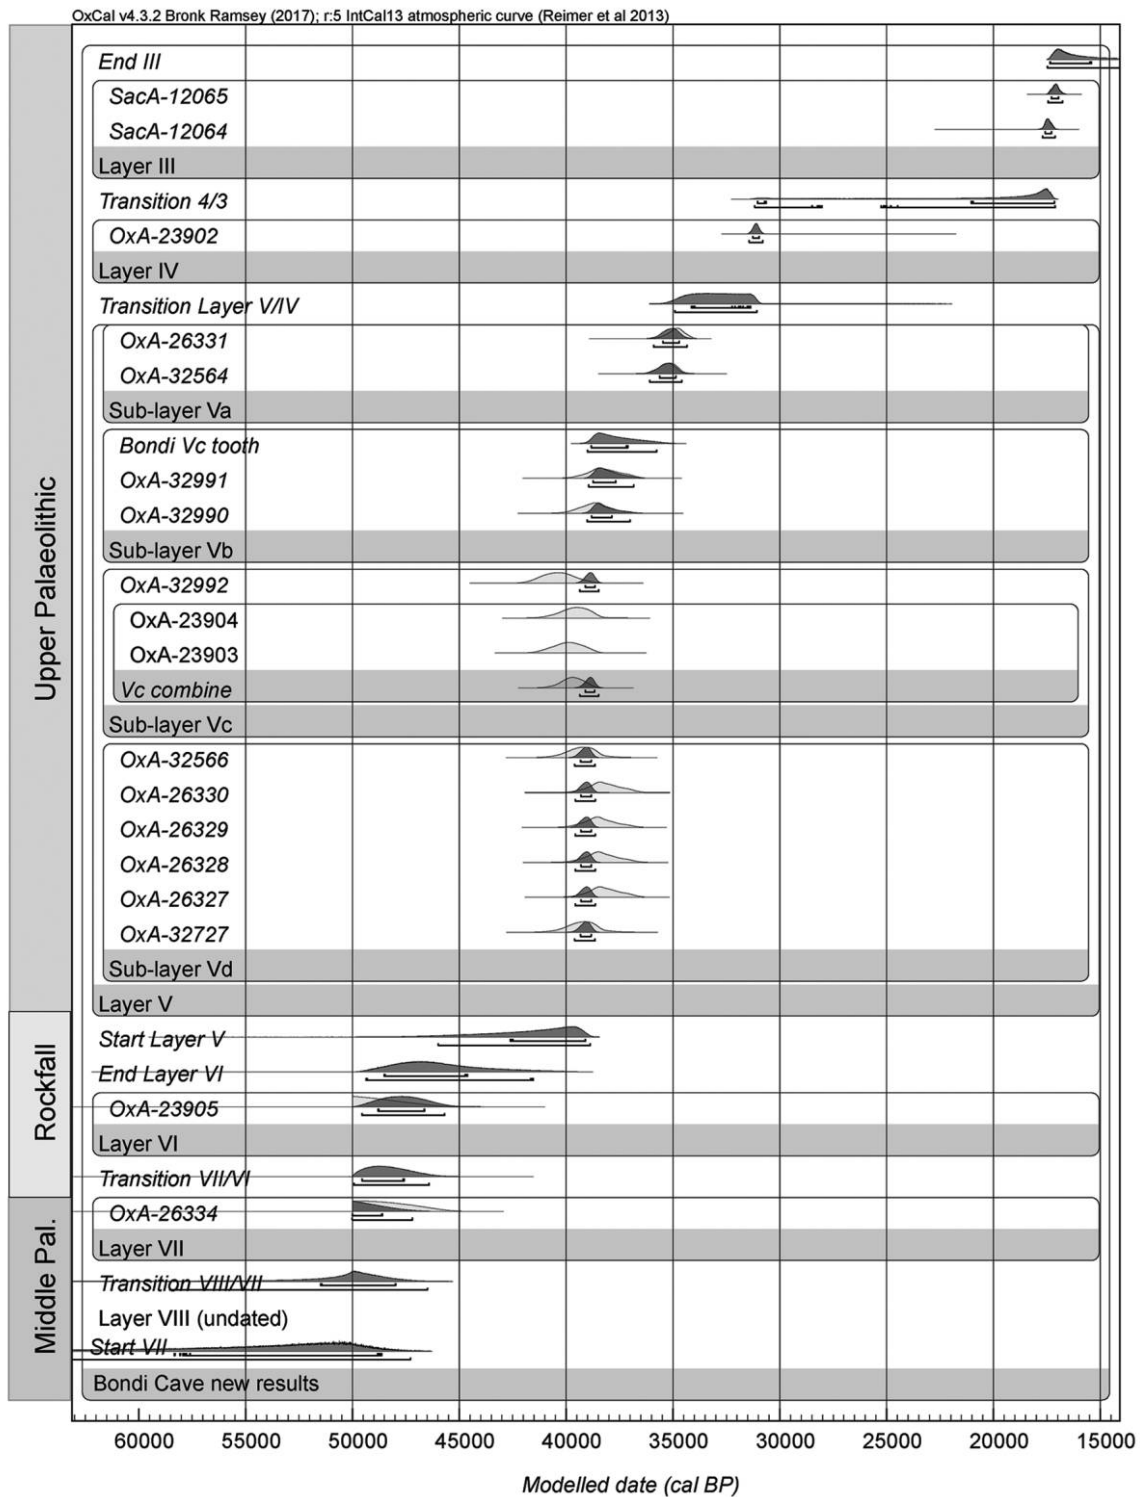 OxCal v4.3.2 Bronk Ramsey (2017); r:5 IntCal13 atmospheric curve (Reimer et al 2013)
Upper Palaeolithic
End III
SacA-12065
SacA-12064
Layer III
Transition 4/3
OxA-23902
Layer IV
Transition Layer V/IV
OxA-26331
OxA-32564
Sub-layer Va
Bondi Vc tooth
OxA-32991
OxA-32990
Sub-layer Vb
OxA-32992
OxA-23904
OxA-23903
Vc combine
Sub-layer Vc
OxA-32566
OxA-26330
OxA-26329
OxA-26328
OxA-26327
OxA-32727
Sub-layer Vd
Layer V
Rockfall
Start Layer V
End Layer VI
OxA-23905
Layer VI
Transition VII/VI
Middle Pal.
OxA-26334
Layer VII
Transition VIII/VII
Layer VIII (undated)
Start VII
Bondi Cave new results
60000 55000 50000 45000 40000 35000 30000 25000 20000 15000
Modelled date (cal BP)